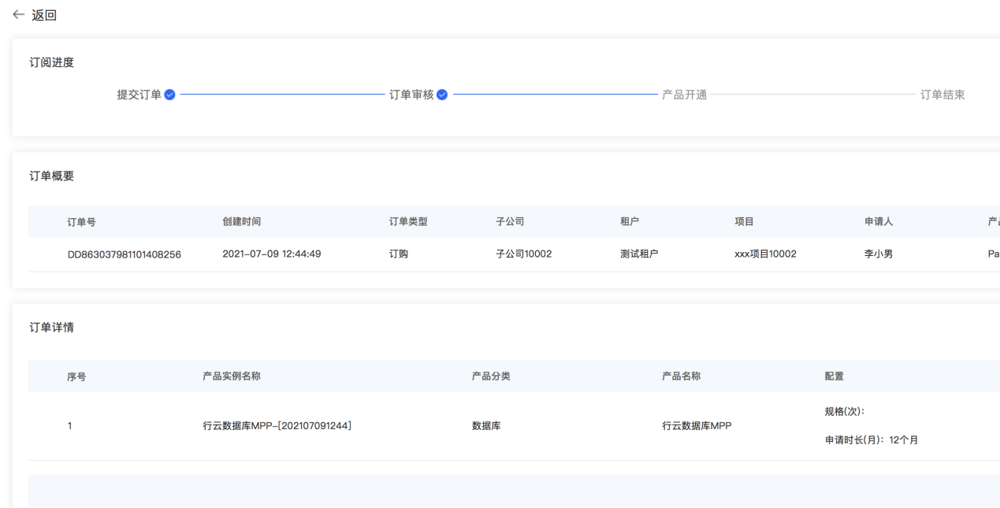 返回
订阅进度
提交订单 订单审核 产品开通 订单结束
订单概要
订单号 创建时间 订单类型 子公司 租户 项目 申请人
DD863037981101408256 2021-07-09 12:44:49 订购 子公司10002 测试租户 xxx项目10002 李小男 Pa
订单详情
序号 产品实例名称 产品分类 产品名称 配置
规格(次):
1 行云数据库MPP-[202107091244] 数据库 行云数据库MPP
申请时长(月): 12个月